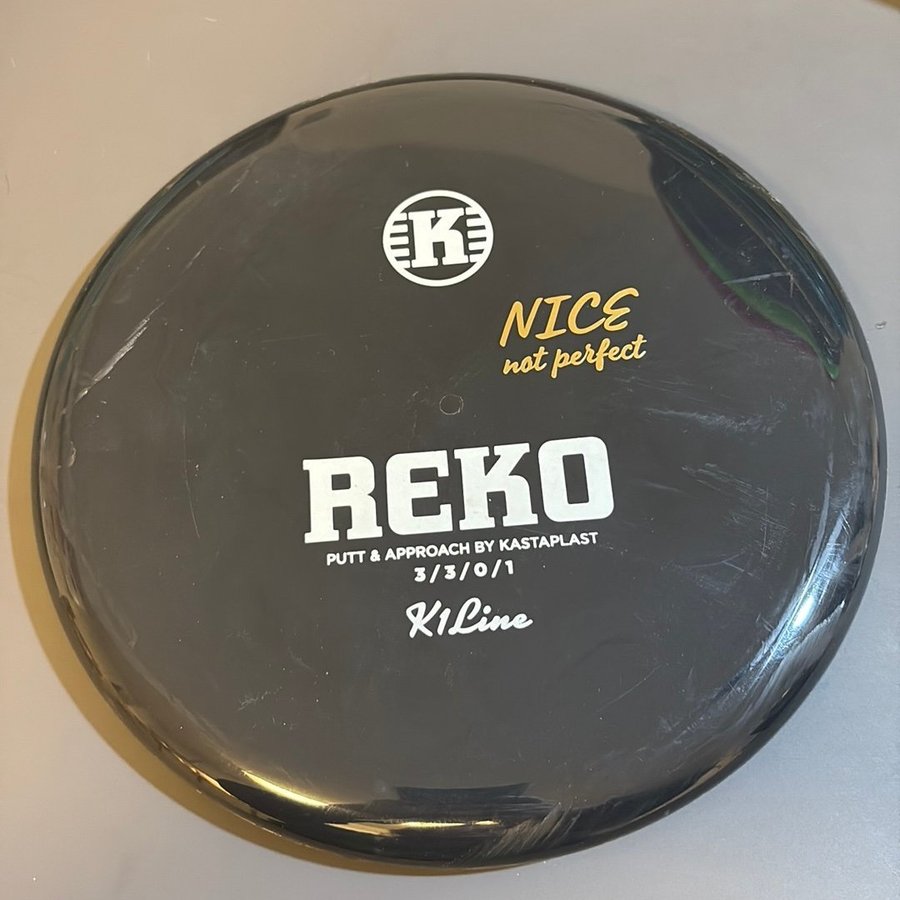 K
NICE
not perfect
REKO
PUTT & APPROACH BY KASTAPLAST
3/3/0/1
K1Line